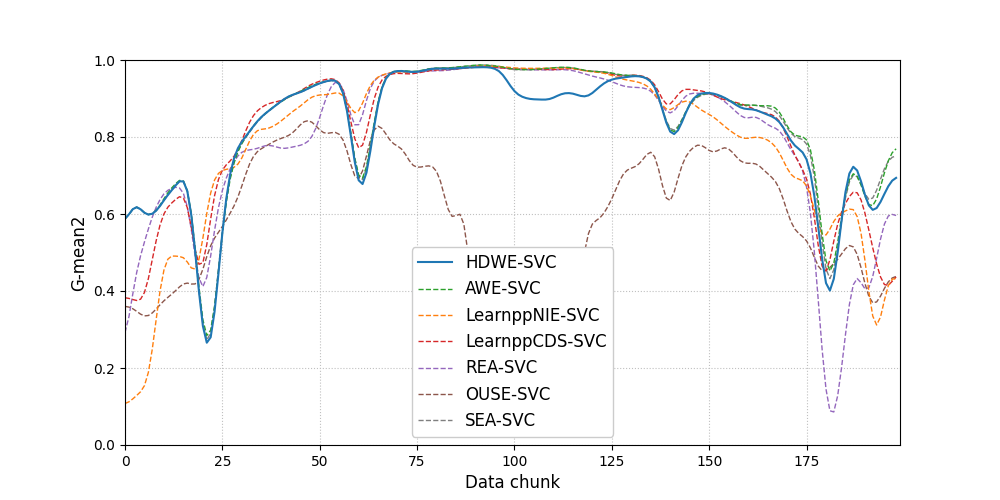 1.0
0.8
0.6
0.4
0.2
0.0
G-mean2
HDWE-SVC
AWE-SVC
LearnppNIE-SVC
LearnppCDS-SVC
REA-SVC
OUSE-SVC
SEA-SVC
0 25 50 75 100 125 150 175
Data chunk